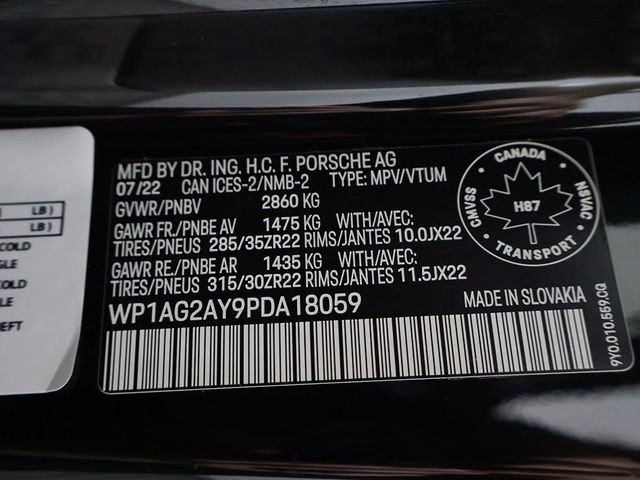 LB )
LB )
COLD
GLE
COLD
EFT
MFD BY DR. ING. H.C. F. PORSCHE AG
07/22 CAN ICES-2/NMB-2 TYPE: MPV/VTUM
GVWR/PNBV 2860 KG
GAWR FR./PNBE AV 1475 KG WITH/AVEC:
TIRES/PNEUS 285/35ZR22 RIMS/JANTES 10.0JX22
GAWR RE./PNBE AR 1435 KG WITH/AVEC:
TIRES/PNEUS 315/30ZR22 RIMS/JANTES 11.5JX22
WP1AG2AY9PDA18059 MADE IN SLOVAKIA
CANADA
CMVSS H87 NSVAC
TRANSPORT
9Y0.010.559.CQ